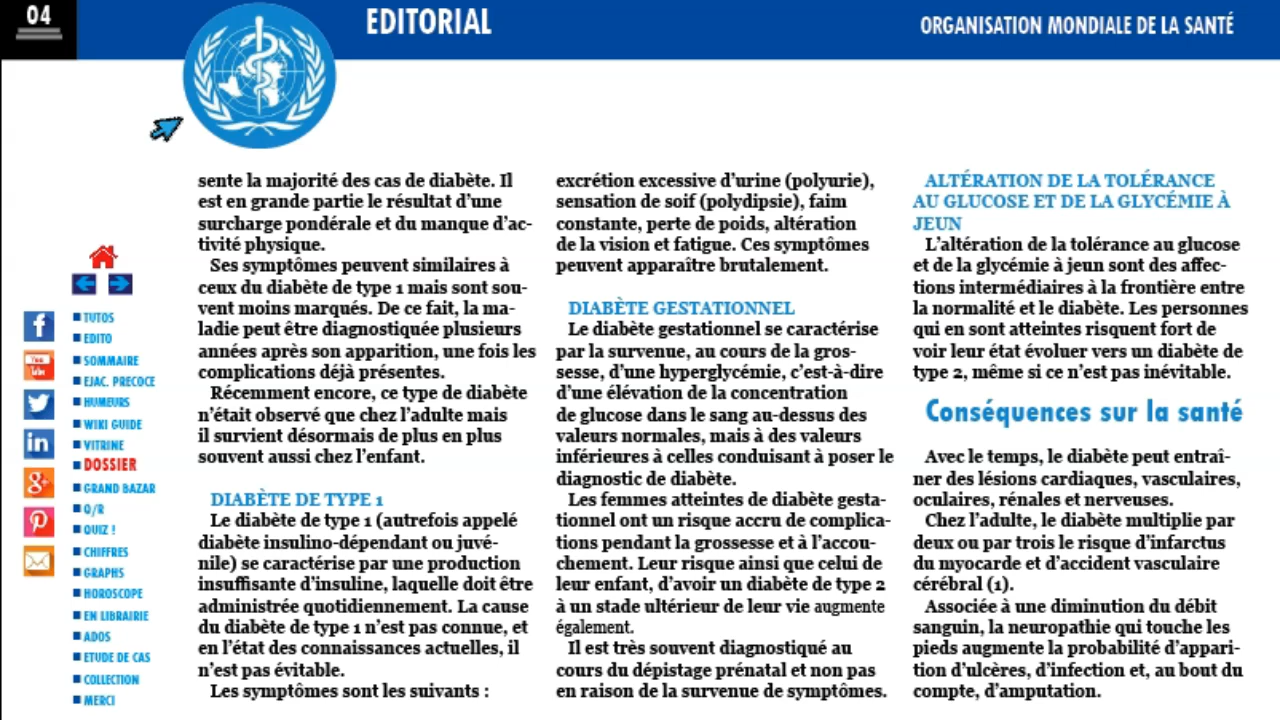 04
EDITORIAL
ORGANISATION MONDIALE DE LA SANTÉ
TUTOS
EDITO
SOMMAIRE
EJAC. PRECOCE
HUMEURS
WIKI GUIDE
VITRINE
DOSSIER
GRAND BAZAR
Q/R
QUIZ !
CHIFFRES
GRAPHS
HOROSCOPE
EN LIBRAIRIE
ADOS
ETUDE DE CAS
COLLECTION
MERCI
f
You
Tube
in
g+
sente la majorité des cas de diabète. Il
est en grande partie le résultat d'une
surcharge pondérale et du manque d'ac-
tivité physique.
Ses symptômes peuvent similaires à
ceux du diabète de type 1 mais sont sou-
vent moins marqués. De ce fait, la ma-
ladie peut être diagnostiquée plusieurs
années après son apparition, une fois les
complications déjà présentes.
Récemment encore, ce type de diabète
n'était observé que chez l'adulte mais
il survient désormais de plus en plus
souvent aussi chez l'enfant.
DIABÈTE DE TYPE 1
Le diabète de type 1 (autrefois appelé
diabète insulino-dépendant ou juvé-
nile) se caractérise par une production
insuffisante d'insuline, laquelle doit être
administrée quotidiennement. La cause
du diabète de type 1 n'est pas connue, et
en l'état des connaissances actuelles, il
n'est pas évitable.
Les symptômes sont les suivants :
excrétion excessive d'urine (polyurie),
sensation de soif (polydipsie), faim
constante, perte de poids, altération
de la vision et fatigue. Ces symptômes
peuvent apparaître brutalement.
DIABÈTE GESTATIONNEL
Le diabète gestationnel se caractérise
par la survenue, au cours de la gros-
sesse, d'une hyperglycémie, c'est-à-dire
d'une élévation de la concentration
de glucose dans le sang au-dessus des
valeurs normales, mais à des valeurs
inférieures à celles conduisant à poser le
diagnostic de diabète.
Les femmes atteintes de diabète gesta-
tionnel ont un risque accru de complica-
tions pendant la grossesse et à l'accou-
chement. Leur risque ainsi que celui de
leur enfant, d'avoir un diabète de type 2
à un stade ultérieur de leur vie augmente
également.
Il est très souvent diagnostiqué au
cours du dépistage prénatal et non pas
en raison de la survenue de symptômes.
ALTÉRATION DE LA TOLÉRANCE
AU GLUCOSE ET DE LA GLYCÉMIE À
JEUN
L'altération de la tolérance au glucose
et de la glycémie à jeun sont des affec-
tions intermédiaires à la frontière entre
la normalité et le diabète. Les personnes
qui en sont atteintes risquent fort de
voir leur état évoluer vers un diabète de
type 2, même si ce n'est pas inévitable.
Conséquences sur la santé
Avec le temps, le diabète peut entraî-
ner des lésions cardiaques, vasculaires,
oculaires, rénales et nerveuses.
Chez l'adulte, le diabète multiplie par
deux ou par trois le risque d'infarctus
du myocarde et d'accident vasculaire
cérébral (1).
Associée à une diminution du débit
sanguin, la neuropathie qui touche les
pieds augmente la probabilité d'appari-
tion d'ulcères, d'infection et, au bout du
compte, d'amputation.